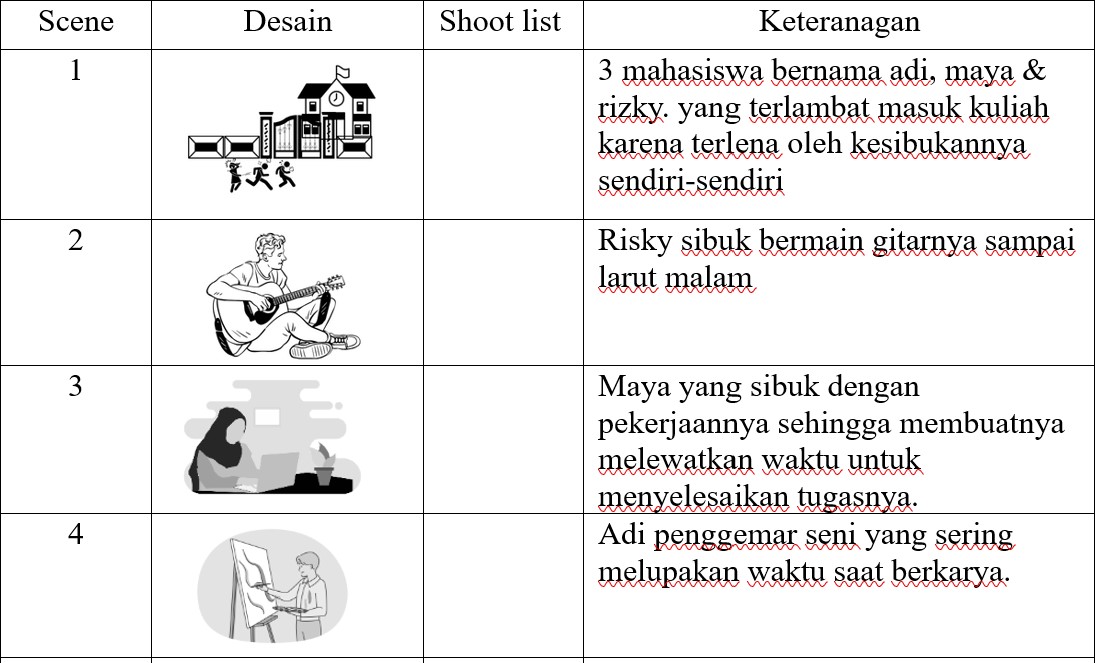 Scene Desain Shoot list Keteranagan
1 3 mahasiswa bernama adi, maya &
rizky. yang terlambat masuk kuliah
karena terlena oleh kesibukannya
sendiri-sendiri
2 Risky sibuk bermain gitarnya sampai
larut malam
3 Maya yang sibuk dengan
pekerjaannya sehingga membuatnya
melewatkan waktu untuk
menyelesaikan tugasnya.
4 Adi penggemar seni yang sering
melupakan waktu saat berkarya.